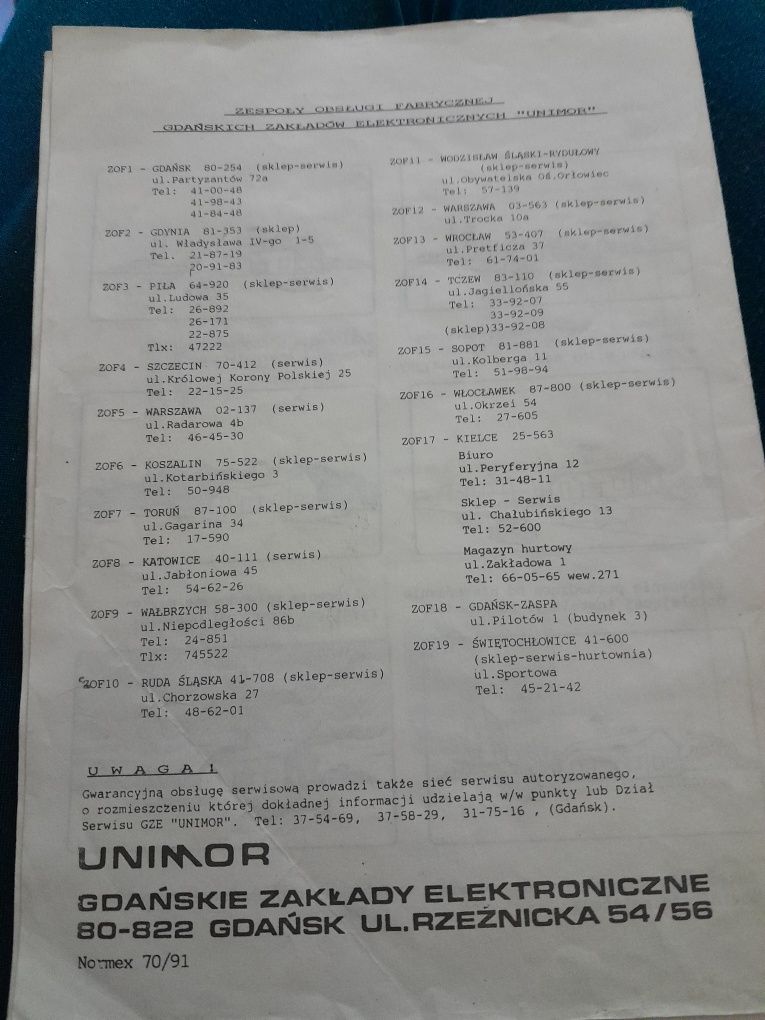 ZESPOŁY OBSŁUGI FABRYCZNEJ
GDAŃSKICH ZAKŁADÓW ELEKTRONICZNYCH "UNIMOR"
ZOF1 - GDAŃSK 80-254 (sklep-serwis)
ul.Partyzantów 72a
Tel: 41-00-48
41-98-43
41-84-48
ZOF2 - GDYNIA 81-353 (sklep)
ul. Władysława IV-go 1-5
Tel. 21-87-19
20-91-83
ZOF3 - PIŁA 64-920 (sklep-serwis)
ul.Ludowa 35
Tel: 26-892
26-171
22-875
Tlx: 47222
ZOF4 - SZCZECIN 70-412 (serwis)
ul.Królowej Korony Polskiej 25
Tel: 22-15-25
ZOF5 - WARSZAWA 02-137 (serwis)
ul.Radarowa 4b
Tel: 46-45-30
ZOF6 - KOSZALIN 75-522 (sklep-serwis)
ul.Kotarbińskiego 3
Tel: 50-948
ZOF7 - TORUŃ 87-100 (sklep-serwis)
ul.Gagarina 34
Tel: 17-590
ZOF8 - KATOWICE 40-111 (serwis)
ul.Jabłoniowa 45
Tel: 54-62-26
ZOF9 - WAŁBRZYCH 58-300 (sklep-serwis)
ul.Niepodległości 86b
Tel: 24-851
Tlx: 745522
ZOF10 - RUDA ŚLĄSKA 41-708 (sklep-serwis)
ul.Chorzowska 27
Tel: 48-62-01
ZOF11 - WODZISŁAW ŚLĄSKI-RYDUŁOWY
(sklep-serwis)
ul.Obywatelska Oś.Orłowiec
Tel: 57-139
ZOF12 - WARSZAWA 03-563 (sklep-serwis)
ul.Trocka 10a
ZOF13 - WROCŁAW 53-407 (sklep-serwis)
ul.Pretficza 37
Tel: 61-74-01
ZOF14 - TCZEW 83-110 (sklep-serwis)
ul.Jagiellońska 55
Tel: 33-92-07
33-92-09
(sklep)33-92-08
ZOF15 - SOPOT 81-881 (sklep-serwis)
ul.Kolberga 11
Tel: 51-98-94
ZOF16 - WŁOCŁAWEK 87-800 (sklep-serwis)
ul.Okrzei 54
Tel: 27-605
ZOF17 - KIELCE 25-563
Biuro
ul.Peryferyjna 12
Tel: 31-48-11
Sklep - Serwis
ul. Chałubińskiego 13
Tel: 52-600
Magazyn hurtowy
ul.Zakładowa 1
Tel: 66-05-65 wew.271
ZOF18 - GDAŃSK-ZASPA
ul.Pilotów 1 (budynek 3)
ZOF19 - ŚWIĘTOCHŁOWICE 41-600
(sklep-serwis-hurtownia)
ul.Sportowa
Tel: 45-21-42
U W A G A !
Gwarancyjną obsługę serwisową prowadzi także sieć serwisu autoryzowanego,
o rozmieszczeniu której dokładnej informacji udzielają w/w punkty lub Dział
Serwisu GZE "UNIMOR". Tel: 37-54-69, 37-58-29, 31-75-16 , (Gdańsk).
UNIMOR
GDAŃSKIE ZAKŁADY ELEKTRONICZNE
80-822 GDAŃSK UL.RZEŹNICKA 54/56
Normex 70/91